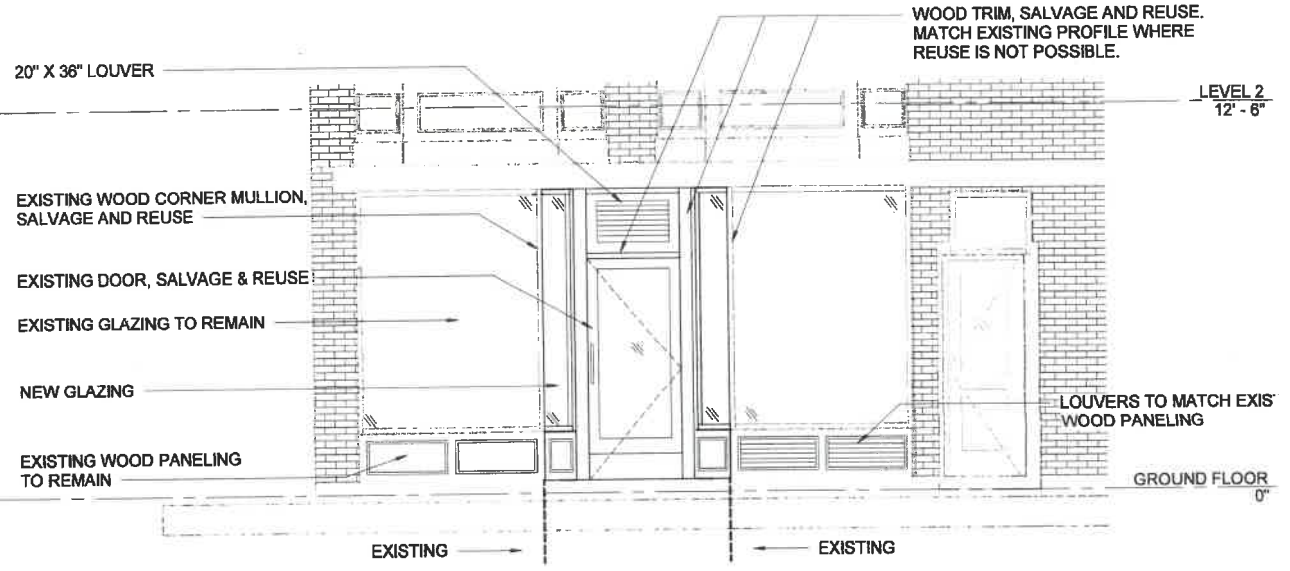 WOOD TRIM, SALVAGE AND REUSE.
MATCH EXISTING PROFILE WHERE
REUSE IS NOT POSSIBLE.
20" X 36" LOUVER
LEVEL 2
12' - 6"
EXISTING WOOD CORNER MULLION,
SALVAGE AND REUSE
EXISTING DOOR, SALVAGE & REUSE
EXISTING GLAZING TO REMAIN
NEW GLAZING
LOUVERS TO MATCH EXIS
WOOD PANELING
EXISTING WOOD PANELING
TO REMAIN
GROUND FLOOR
0"
EXISTING
EXISTING